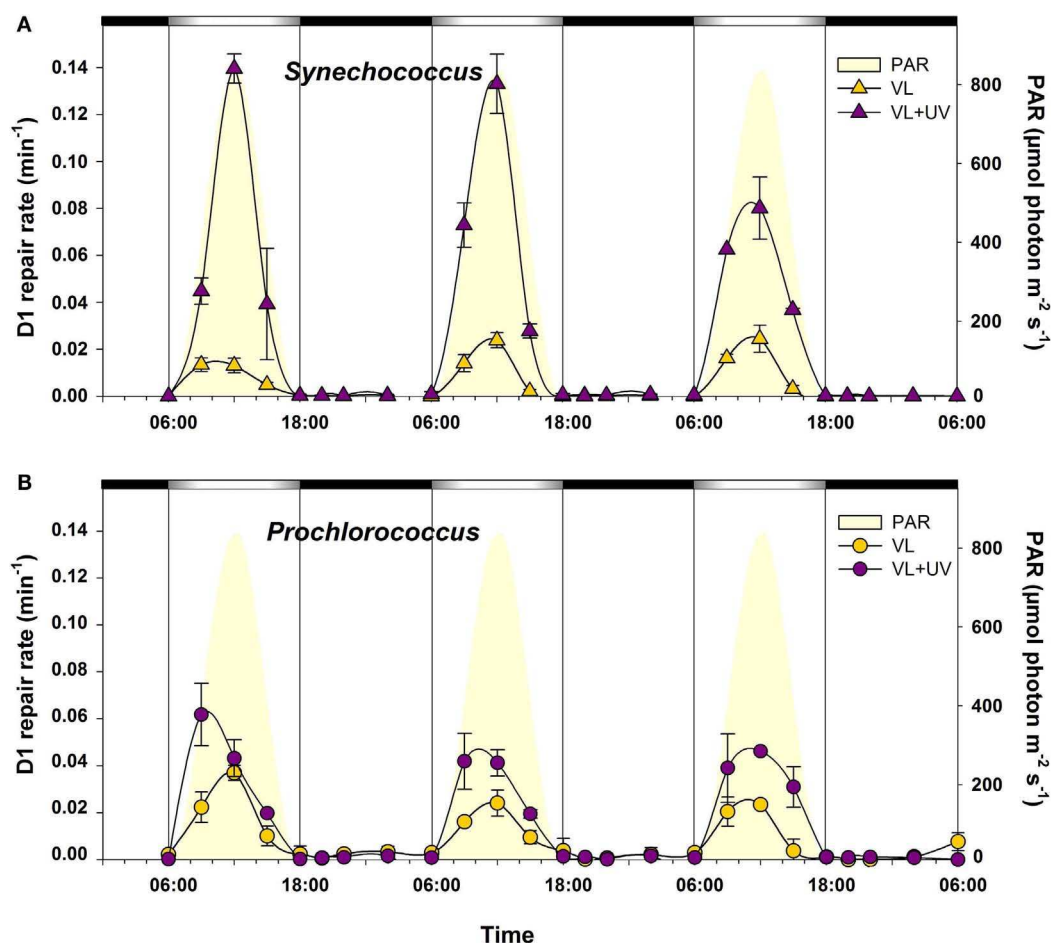 A
Synechococcus
PAR
VL
VL+UV
D1 repair rate (min⁻¹)
0.14
0.12
0.10
0.08
0.06
0.04
0.02
0.00
800
600
400
200
0
PAR (µmol photon m⁻² s⁻¹)
06:00 18:00 06:00 18:00 06:00 18:00 06:00
B
Prochlorococcus
PAR
VL
VL+UV
D1 repair rate (min⁻¹)
0.14
0.12
0.10
0.08
0.06
0.04
0.02
0.00
800
600
400
200
0
PAR (µmol photon m⁻² s⁻¹)
06:00 18:00 06:00 18:00 06:00 18:00 06:00
Time